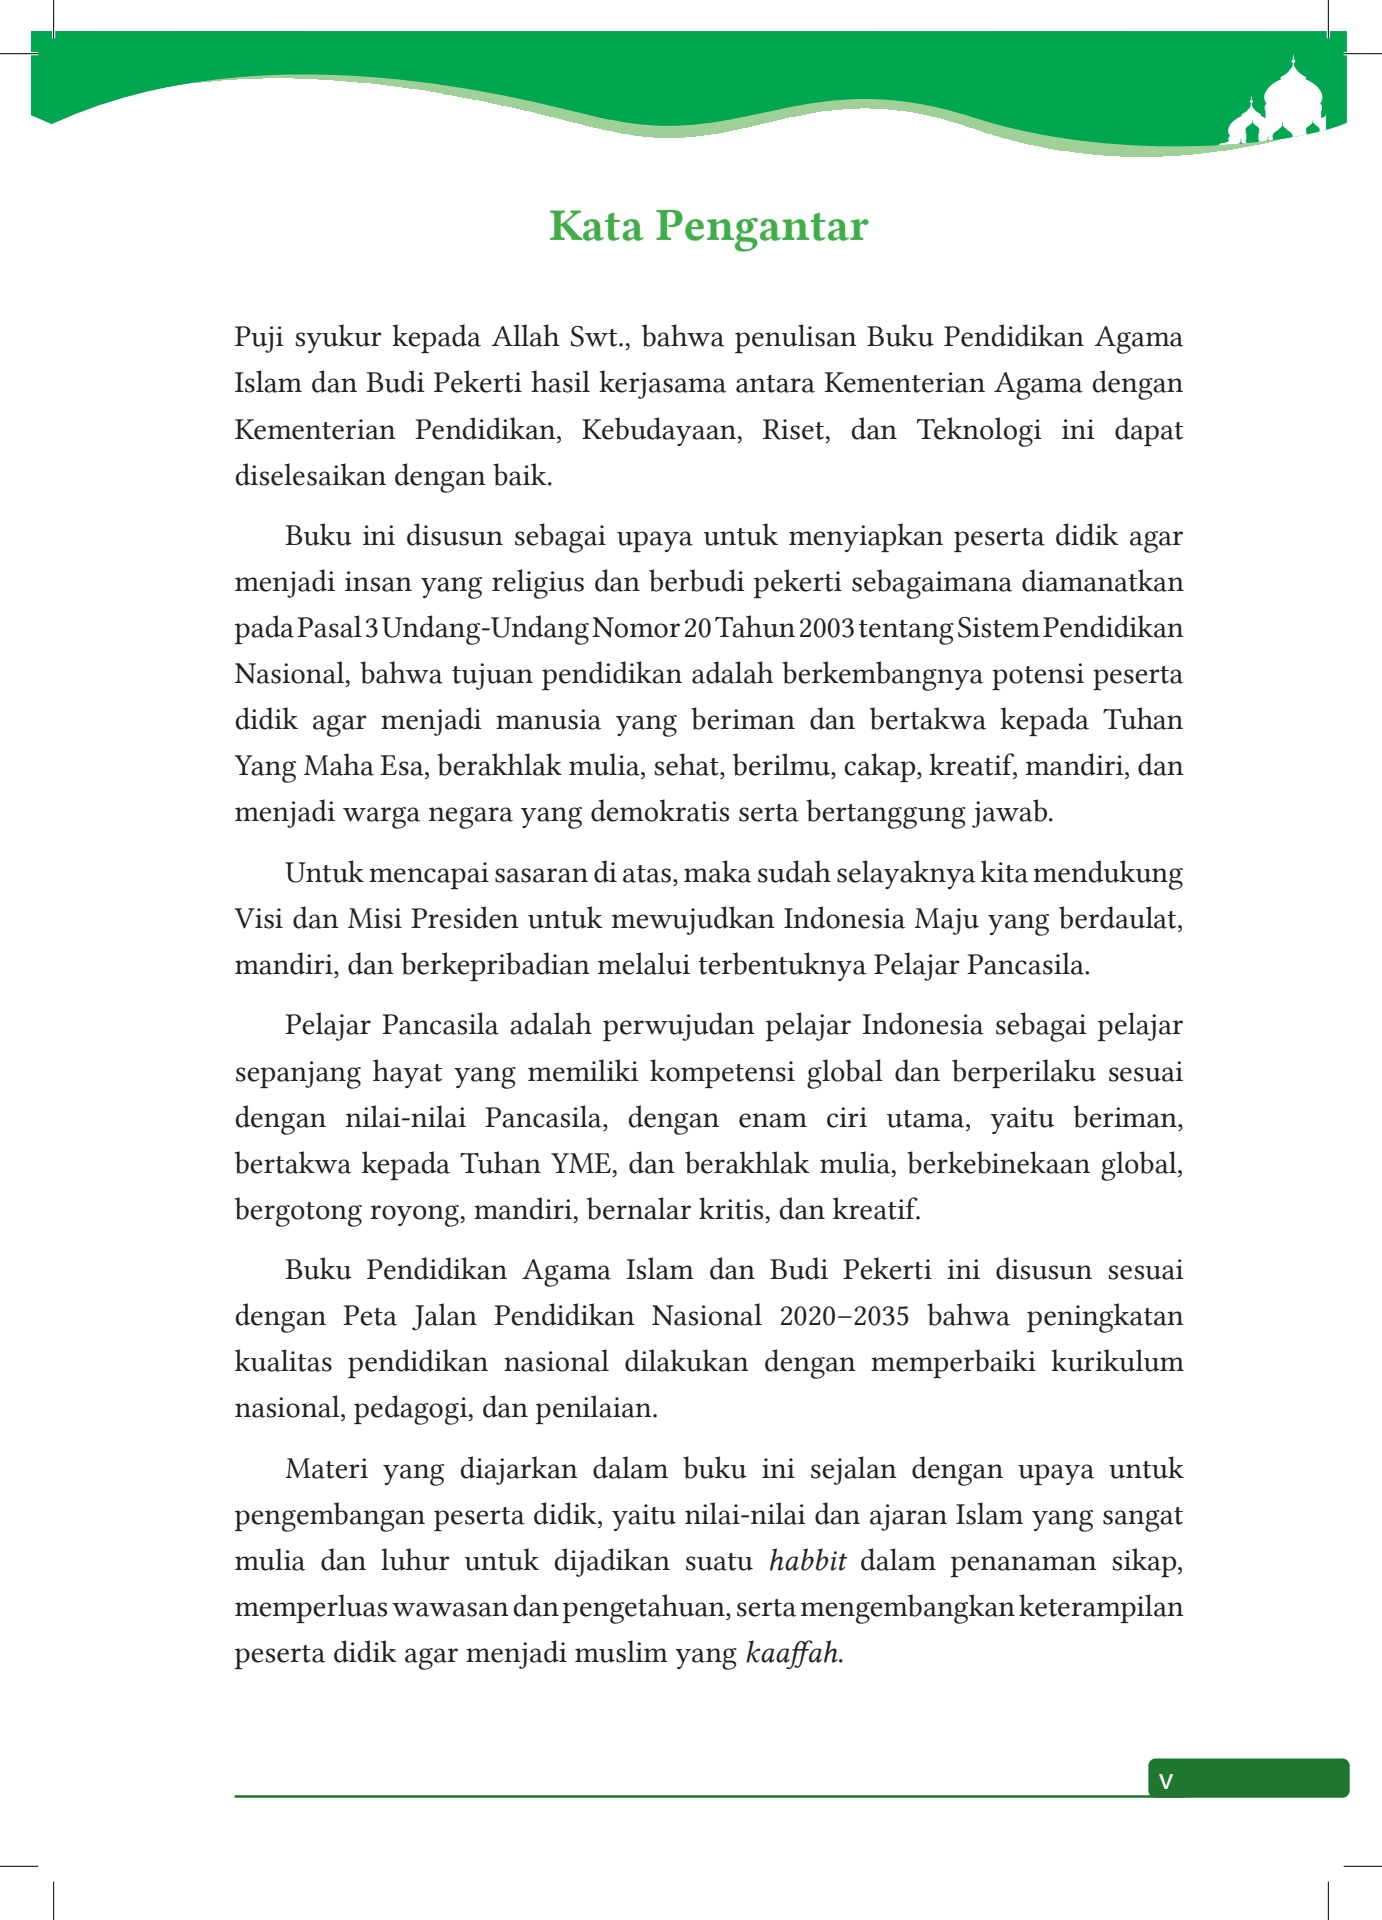 Kata Pengantar
Puji syukur kepada Allah Swt., bahwa penulisan Buku Pendidikan Agama
Islam dan Budi Pekerti hasil kerjasama antara Kementerian Agama dengan
Kementerian Pendidikan, Kebudayaan, Riset, dan Teknologi ini dapat
diselesaikan dengan baik.
Buku ini disusun sebagai upaya untuk menyiapkan peserta didik agar
menjadi insan yang religius dan berbudi pekerti sebagaimana diamanatkan
pada Pasal 3 Undang-Undang Nomor 20 Tahun 2003 tentang Sistem Pendidikan
Nasional, bahwa tujuan pendidikan adalah berkembangnya potensi peserta
didik agar menjadi manusia yang beriman dan bertakwa kepada Tuhan
Yang Maha Esa, berakhlak mulia, sehat, berilmu, cakap, kreatif, mandiri, dan
menjadi warga negara yang demokratis serta bertanggung jawab.
Untuk mencapai sasaran di atas, maka sudah selayaknya kita mendukung
Visi dan Misi Presiden untuk mewujudkan Indonesia Maju yang berdaulat,
mandiri, dan berkepribadian melalui terbentuknya Pelajar Pancasila.
Pelajar Pancasila adalah perwujudan pelajar Indonesia sebagai pelajar
sepanjang hayat yang memiliki kompetensi global dan berperilaku sesuai
dengan nilai-nilai Pancasila, dengan enam ciri utama, yaitu beriman,
bertakwa kepada Tuhan YME, dan berakhlak mulia, berkebinekaan global,
bergotong royong, mandiri, bernalar kritis, dan kreatif.
Buku Pendidikan Agama Islam dan Budi Pekerti ini disusun sesuai
dengan Peta Jalan Pendidikan Nasional 2020–2035 bahwa peningkatan
kualitas pendidikan nasional dilakukan dengan memperbaiki kurikulum
nasional, pedagogi, dan penilaian.
Materi yang diajarkan dalam buku ini sejalan dengan upaya untuk
pengembangan peserta didik, yaitu nilai-nilai dan ajaran Islam yang sangat
mulia dan luhur untuk dijadikan suatu habbit dalam penanaman sikap,
memperluas wawasan dan pengetahuan, serta mengembangkan keterampilan
peserta didik agar menjadi muslim yang kaaffah.
v